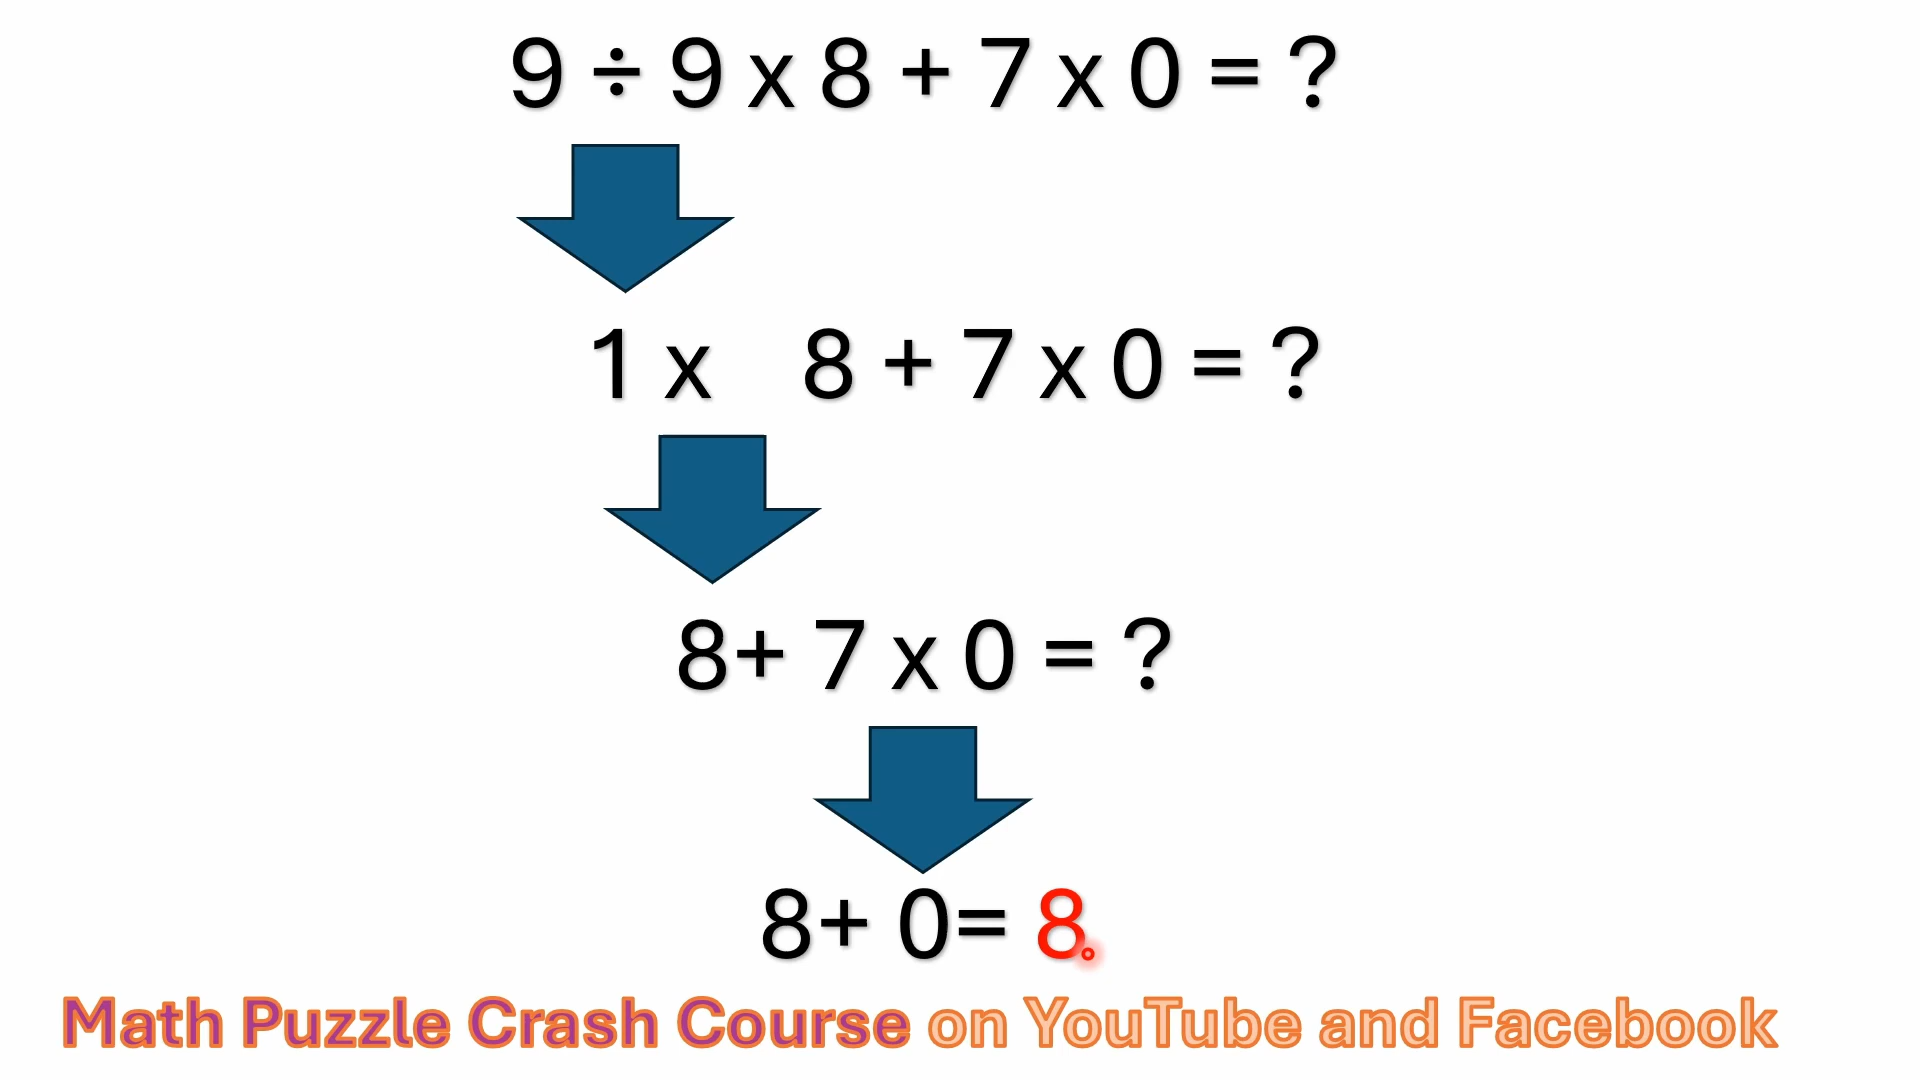 9 ÷ 9 x 8 + 7 x 0 = ?
1 x 8 + 7 x 0 = ?
8+ 7 x 0 = ?
8+ 0= 8
Math Puzzle Crash Course on YouTube and Facebook